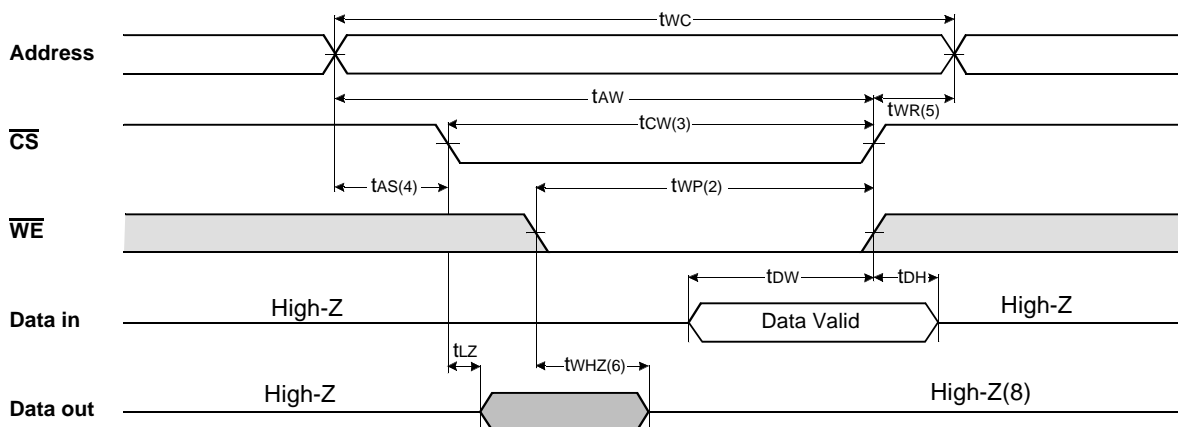 tWC
Address
tAW
tWR(5)
CS
tCW(3)
tAS(4)
tWP(2)
WE
tDW
tDH
High-Z
High-Z
Data in
Data Valid
tLZ
tWHZ(6)
High-Z
High-Z(8)
Data out